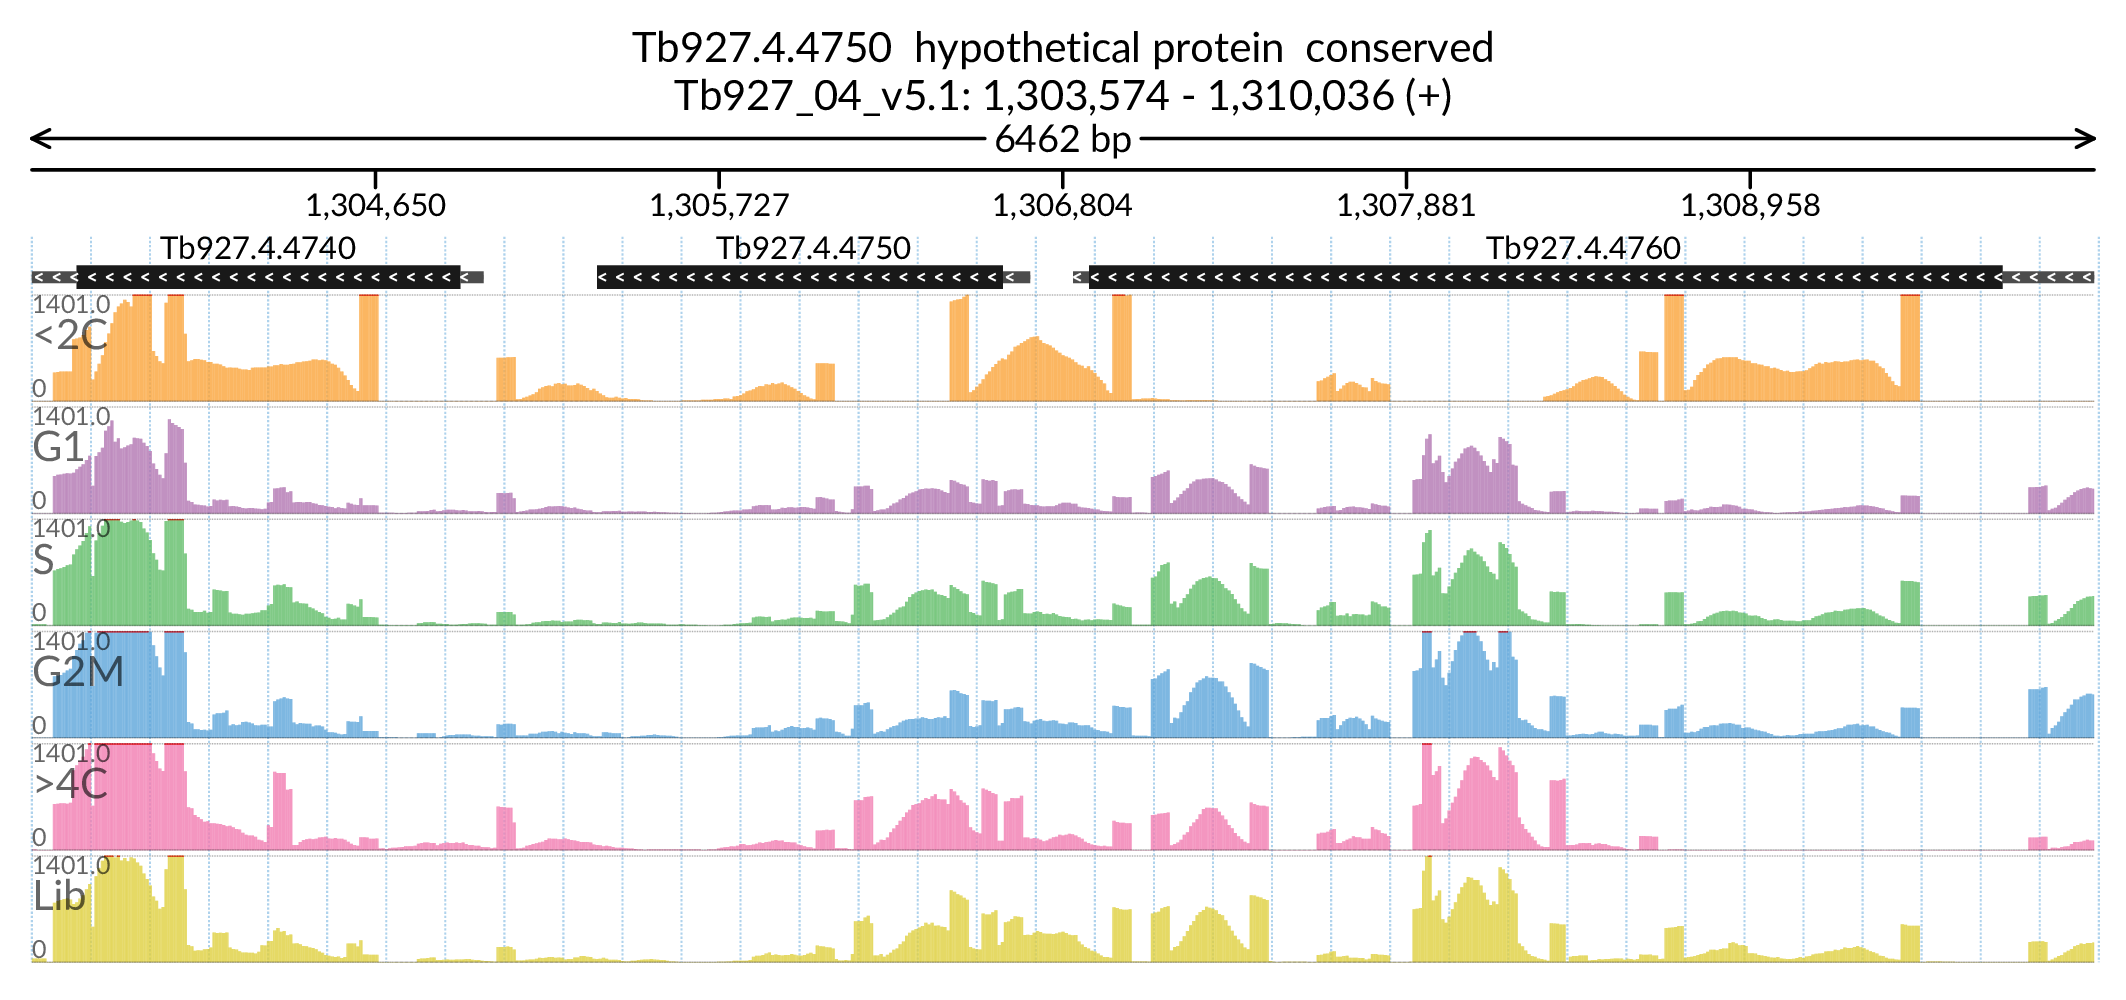 Tb927.4.4750 hypothetical protein conserved
Tb927_04_v5.1: 1,303,574 - 1,310,036 (+)
6462 bp
1,304,650 1,305,727 1,306,804 1,307,881 1,308,958
Tb927.4.4740 Tb927.4.4750 Tb927.4.4760
1401.0
<2C
0
1401.0
G1
0
1401.0
S
0
1401.0
G2M
0
1401.0
>4C
0
1401.0
Lib
0